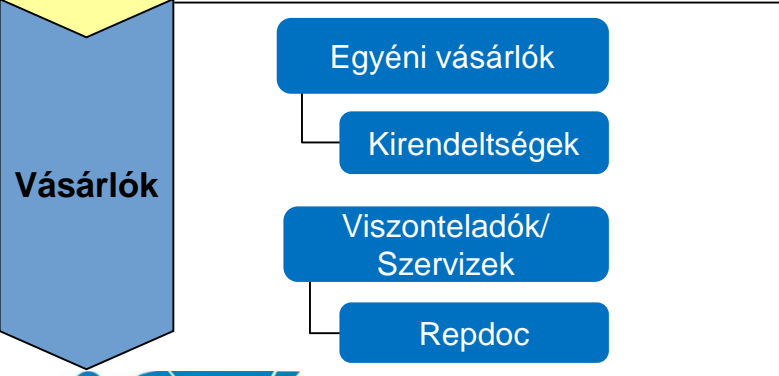 Egyéni vásárlók
Kirendeltségek
Vásárlók
Viszonteladók/
Szervizek
Repdoc